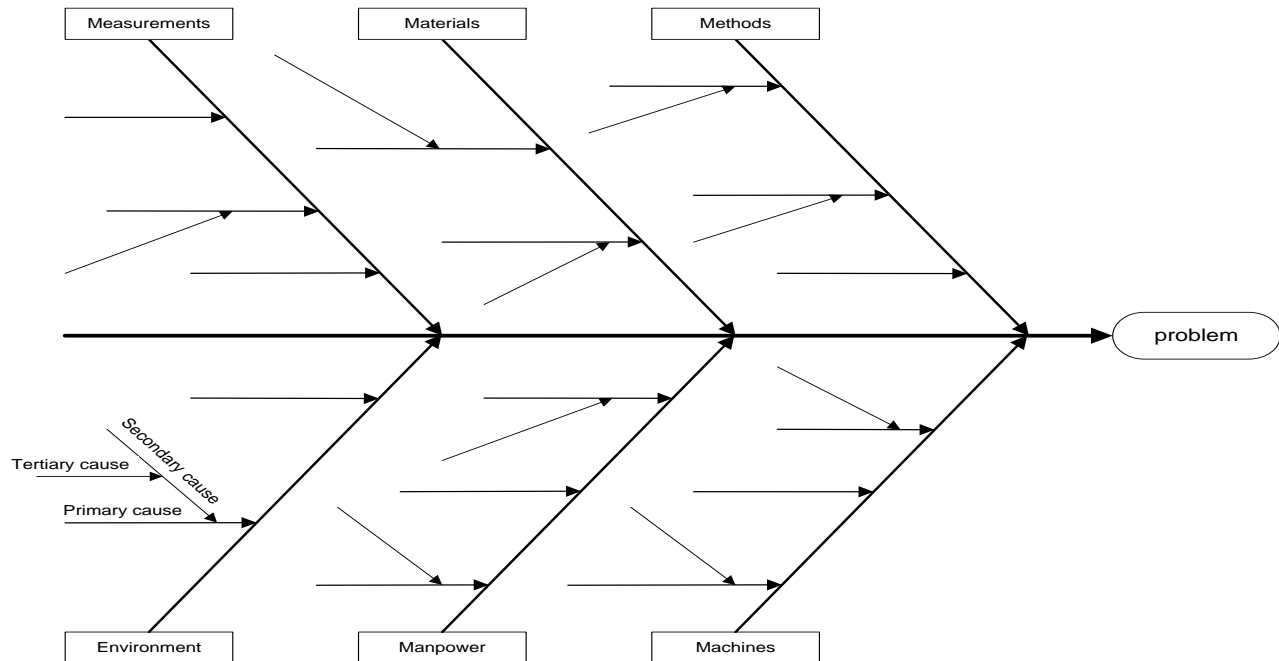 Measurements
Materials
Methods
problem
Secondary cause
Tertiary cause
Primary cause
Environment
Manpower
Machines